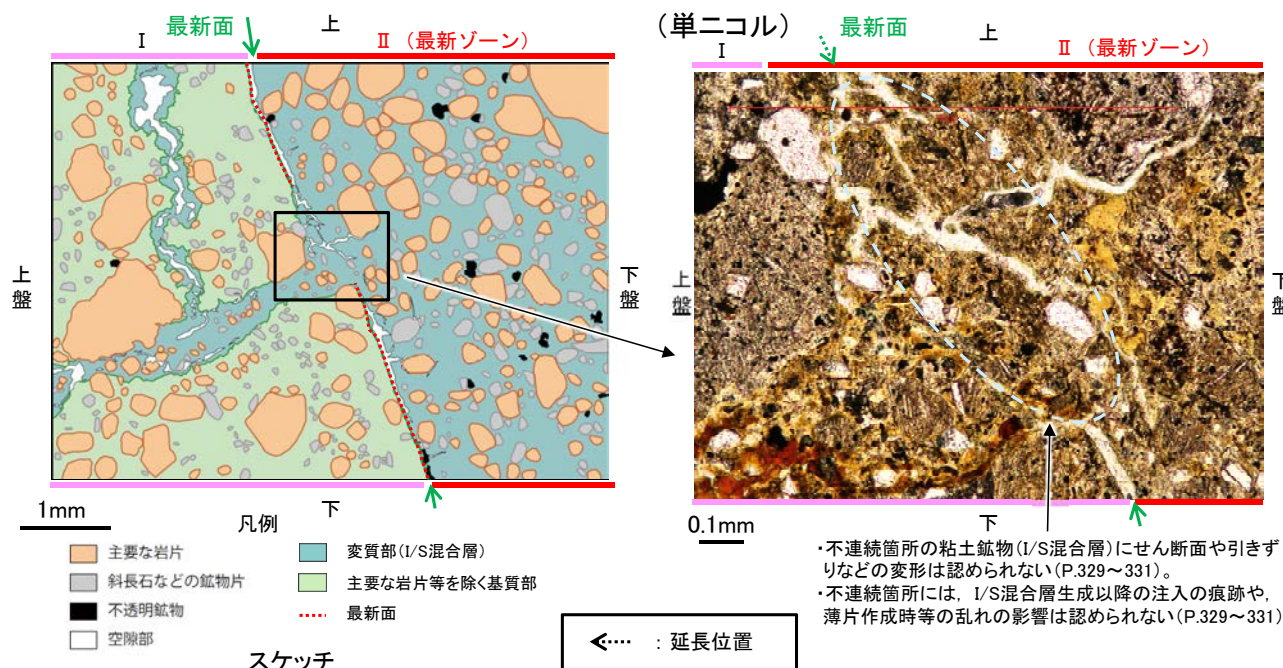 最新面
上
Ⅰ
Ⅱ (最新ゾーン)
上盤
下盤
下
1mm
凡例
主要な岩片
斜長石などの鉱物片
不透明鉱物
空隙部
変質部(I/S混合層)
主要な岩片等を除く基質部
最新面
スケッチ
: 延長位置
(単ニコル)
最新面
上
Ⅰ
Ⅱ (最新ゾーン)
上盤
下盤
下
0.1mm
・不連続箇所の粘土鉱物(I/S混合層)にせん断面や引きず
りなどの変形は認められない(P.329～331)。
・不連続箇所には, I/S混合層生成以降の注入の痕跡や,
薄片作成時等の乱れの影響は認められない(P.329～331)